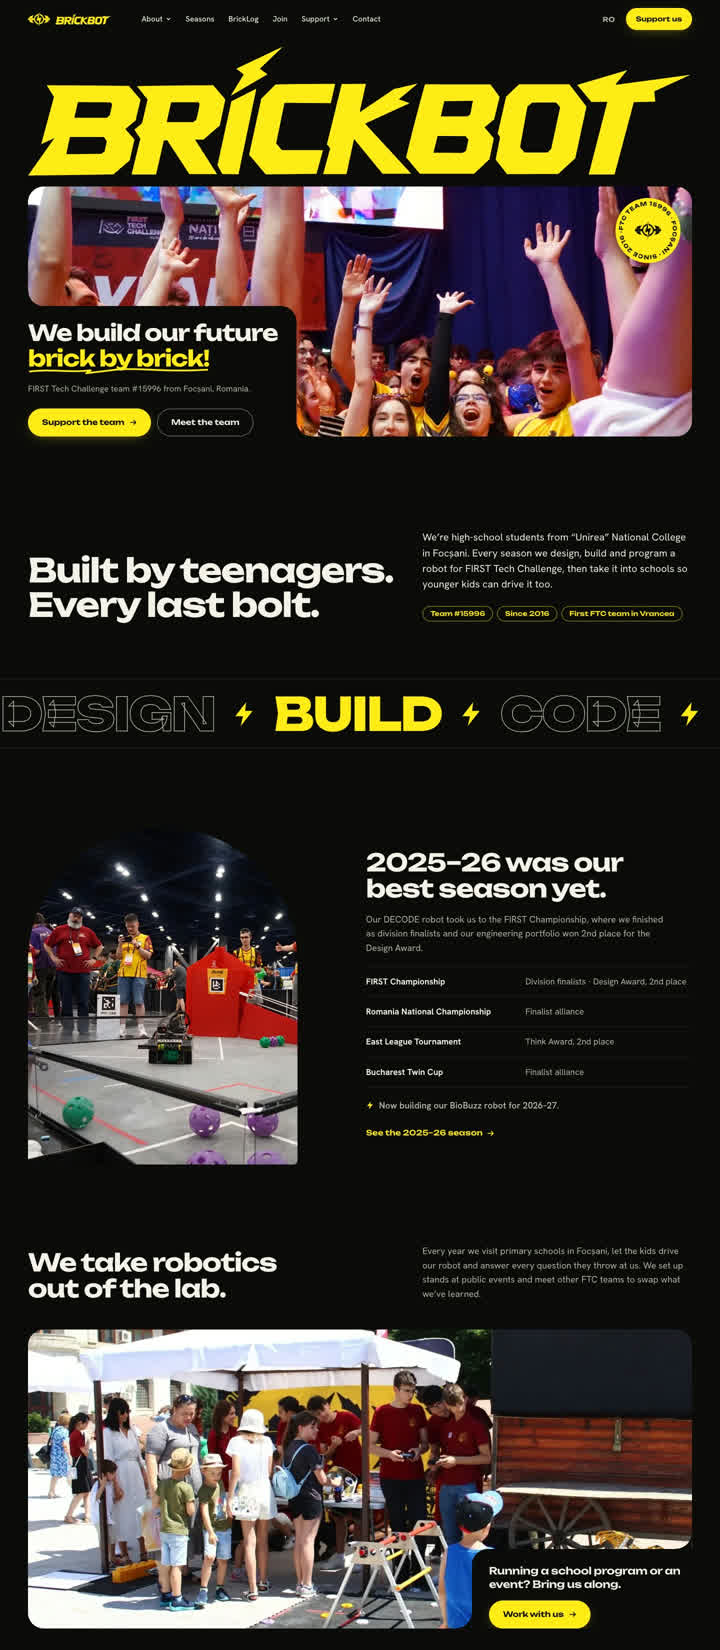 BRICKBOT
About
Seasons
BrickLog
Join
Support
Contact
RO
Support us
BRICKBOT
FIRST
TECH
CHALLENGE
FTC TEAM 15996 · FOCȘANI · SINCE 2016 ·
We build our future
brick by brick!
FIRST Tech Challenge team #15996 from Focșani, Romania.
Support the team →
Meet the team
Built by teenagers.
Every last bolt.
We’re high-school students from “Unirea” National College
in Focșani. Every season we design, build and program a
robot for FIRST Tech Challenge, then take it into schools so
younger kids can drive it too.
Team #15996
Since 2016
First FTC team in Vrancea
DESIGN
BUILD
CODE
2025–26 was our
best season yet.
Our DECODE robot took us to the FIRST Championship, where we finished
as division finalists and our engineering portfolio won 2nd place for the
Design Award.
FIRST Championship
Division finalists · Design Award, 2nd place
Romania National Championship
Finalist alliance
East League Tournament
Think Award, 2nd place
Bucharest Twin Cup
Finalist alliance
Now building our BioBuzz robot for 2026–27.
See the 2025–26 season →
We take robotics
out of the lab.
Every year we visit primary schools in Focșani, let the kids drive
our robot and answer every question they throw at us. We set up
stands at public events and meet other FTC teams to swap what
we’ve learned.
Running a school program or an
event? Bring us along.
Work with us →